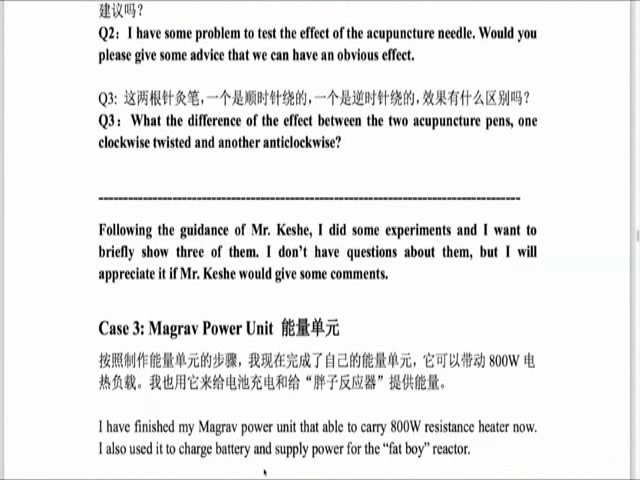 建议吗？
Q2: I have some problem to test the effect of the acupuncture needle. Would you
please give some advice that we can have an obvious effect.
Q3: 这两根针灸笔，一个是顺时针绕的，一个是逆时针绕的，效果有什么区别吗？
Q3: What the difference of the effect between the two acupuncture pens, one
clockwise twisted and another anticlockwise?
--------------------------------------------------------------------------------
Following the guidance of Mr. Keshe, I did some experiments and I want to
briefly show three of them. I don't have questions about them, but I will
appreciate it if Mr. Keshe would give some comments.
Case 3: Magrav Power Unit 能量单元
按照制作能量单元的步骤，我现在完成了自己的能量单元，它可以带动 800W 电
热负载。我也用它来给电池充电和给“胖子反应器”提供能量。
I have finished my Magrav power unit that able to carry 800W resistance heater now.
I also used it to charge battery and supply power for the “fat boy” reactor.